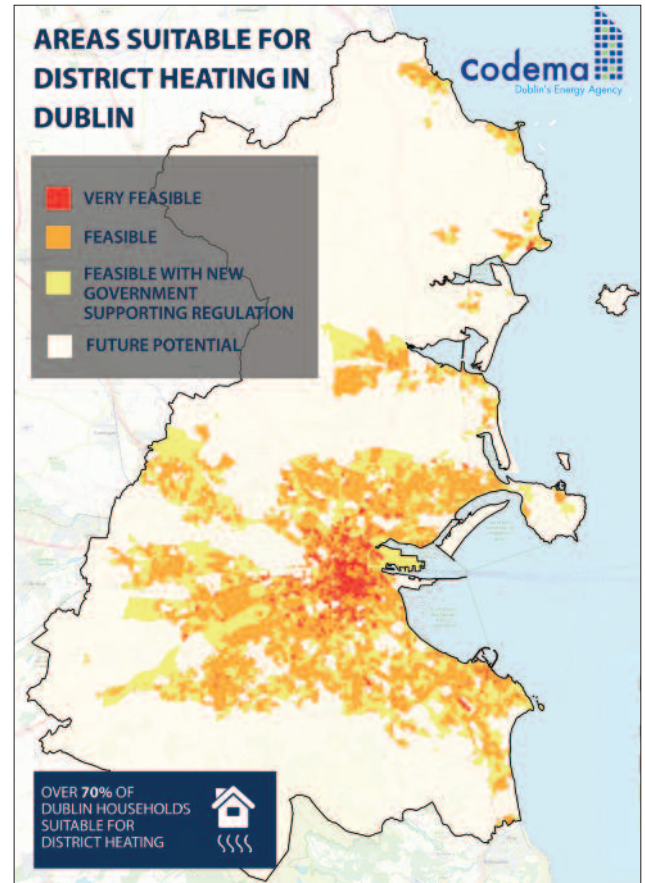 AREAS SUITABLE FOR
DISTRICT HEATING IN
DUBLIN
codema
Dublin's Energy Agency
VERY FEASIBLE
FEASIBLE
FEASIBLE WITH NEW
GOVERNMENT
SUPPORTING REGULATION
FUTURE POTENTIAL
OVER 70% OF
DUBLIN HOUSEHOLDS
SUITABLE FOR
DISTRICT HEATING